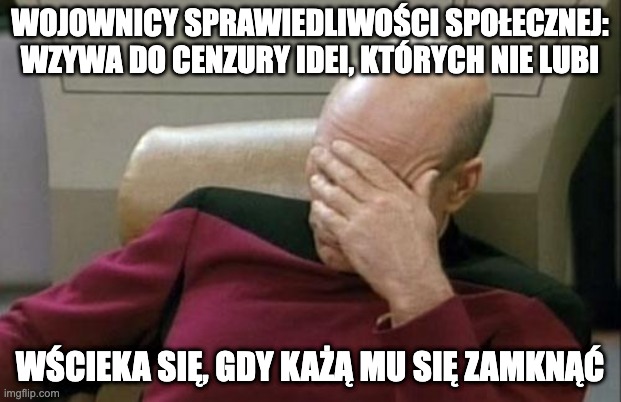 WOJOWNICY SPRAWIEDLIWOŚCI SPOŁECZNEJ:
WZYWA DO CENZURY IDEI, KTÓRYCH NIE LUBI
WŚCIEKA SIĘ, GDY KAŻĄ MU SIĘ ZAMKNĄĆ
imgflip.com